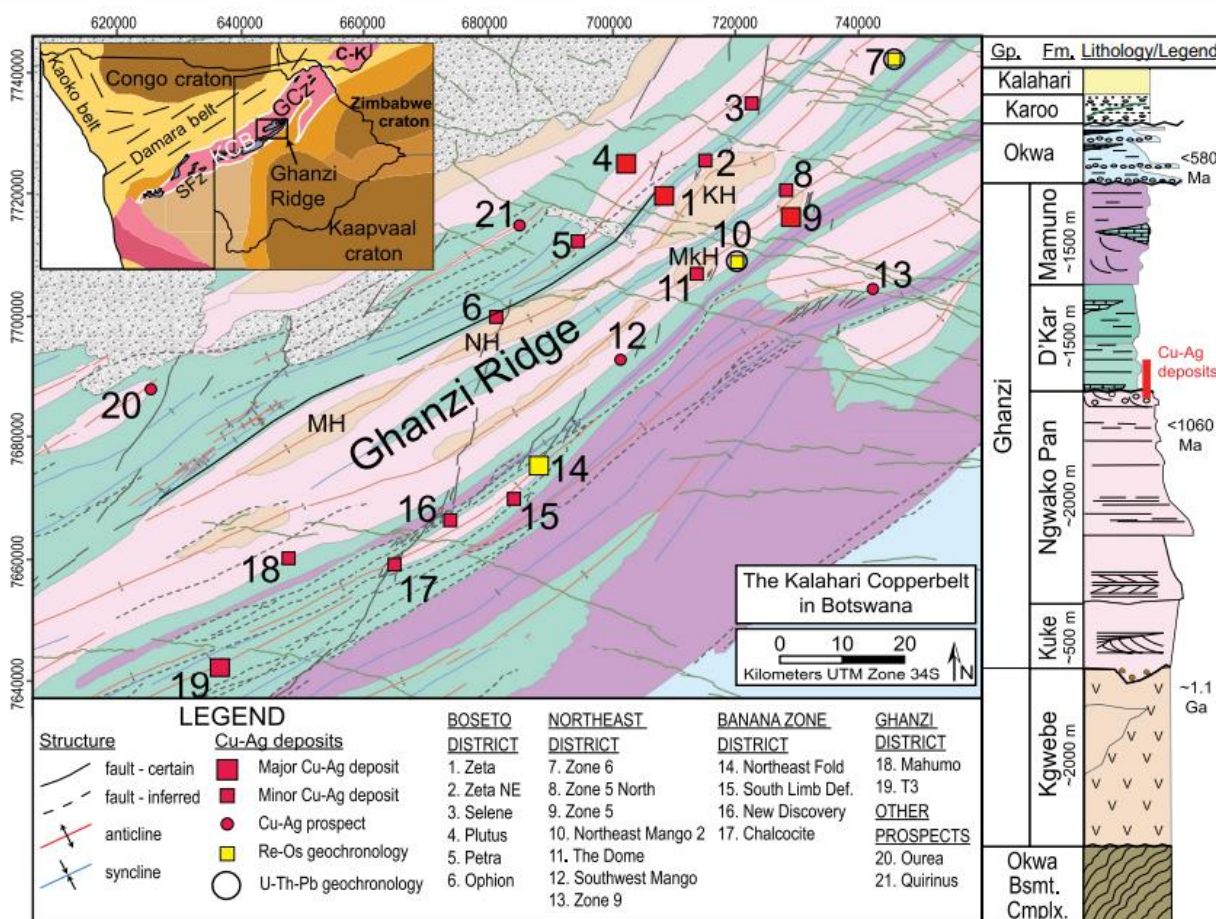 620000 640000 660000 680000 700000 720000 740000
7740000
7720000
7700000
7680000
7660000
7640000
Kaoko belt
Congo craton
C-K
Damara belt
GCz
Zimbabwe
craton
KCB
SFz
Ghanzi
Ridge
Kaapvaal
craton
7
3
4
2
8
1
KH
9
21
5
10
MkH
11
13
6
NH
12
20
MH
Ghanzi Ridge
14
16
15
18
17
19
The Kalahari Copperbelt
in Botswana
0 10 20
Kilometers UTM Zone 34S
N
Gp. Fm. Lithology/Legend
Kalahari
Karoo
Okwa
<580
Ma
Ghanzi
Mamuno
~1500 m
D'Kar
~1500 m
Cu-Ag
deposits
Ngwako Pan
~2000 m
<1060
Ma
Kuke
~500 m
Kgwebe
~2000 m
~1.1
Ga
Okwa
Bsmt.
Cmplx.
LEGEND
Structure
fault - certain
fault - inferred
anticline
syncline
Cu-Ag deposits
Major Cu-Ag deposit
Minor Cu-Ag deposit
Cu-Ag prospect
Re-Os geochronology
U-Th-Pb geochronology
BOSETO
DISTRICT
1. Zeta
2. Zeta NE
3. Selene
4. Plutus
5. Petra
6. Ophion
NORTHEAST
DISTRICT
7. Zone 6
8. Zone 5 North
9. Zone 5
10. Northeast Mango 2
11. The Dome
12. Southwest Mango
13. Zone 9
BANANA ZONE
DISTRICT
14. Northeast Fold
15. South Limb Def.
16. New Discovery
17. Chalcocite
GHANZI
DISTRICT
18. Mahumo
19. T3
OTHER
PROSPECTS
20. Ourea
21. Quirinus